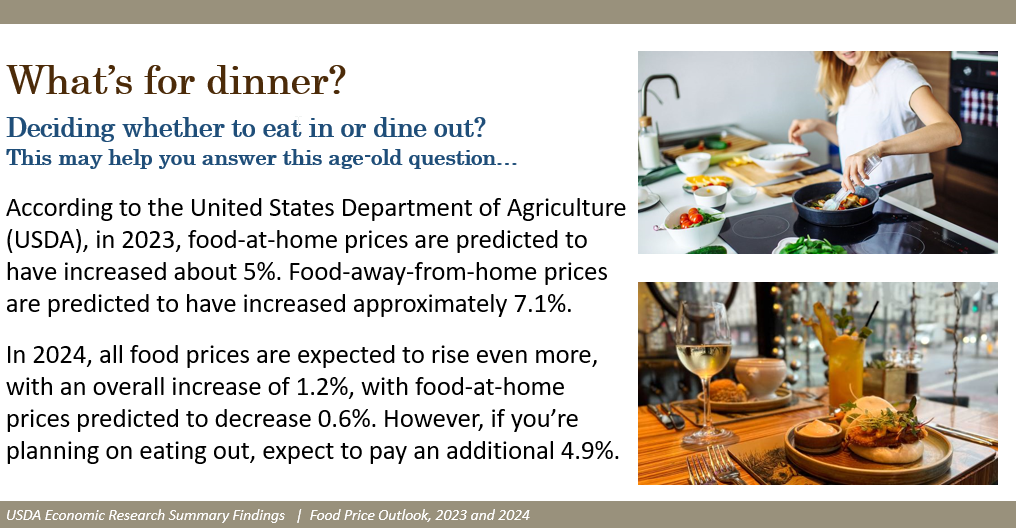 What’s for dinner?
Deciding whether to eat in or dine out?
This may help you answer this age-old question…
According to the United States Department of Agriculture
(USDA), in 2023, food-at-home prices are predicted to
have increased about 5%. Food-away-from-home prices
are predicted to have increased approximately 7.1%.
In 2024, all food prices are expected to rise even more,
with an overall increase of 1.2%, with food-at-home
prices predicted to decrease 0.6%. However, if you’re
planning on eating out, expect to pay an additional 4.9%.
USDA Economic Research Summary Findings | Food Price Outlook, 2023 and 2024